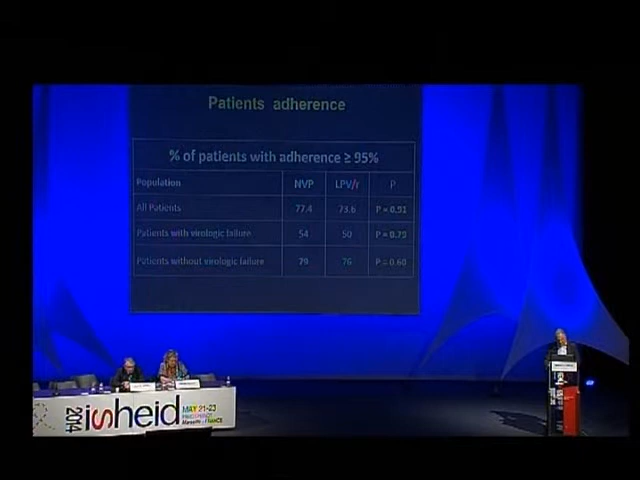 Patients adherence
% of patients with adherence ≥ 95%
Population NVP LPV/r P
All Patients 77.4 73.6 P = 0.51
Patients with virologic failure 54 50 P = 0.79
Patients without virologic failure 79 76 P = 0.60
2014 isheid MAY 21-23